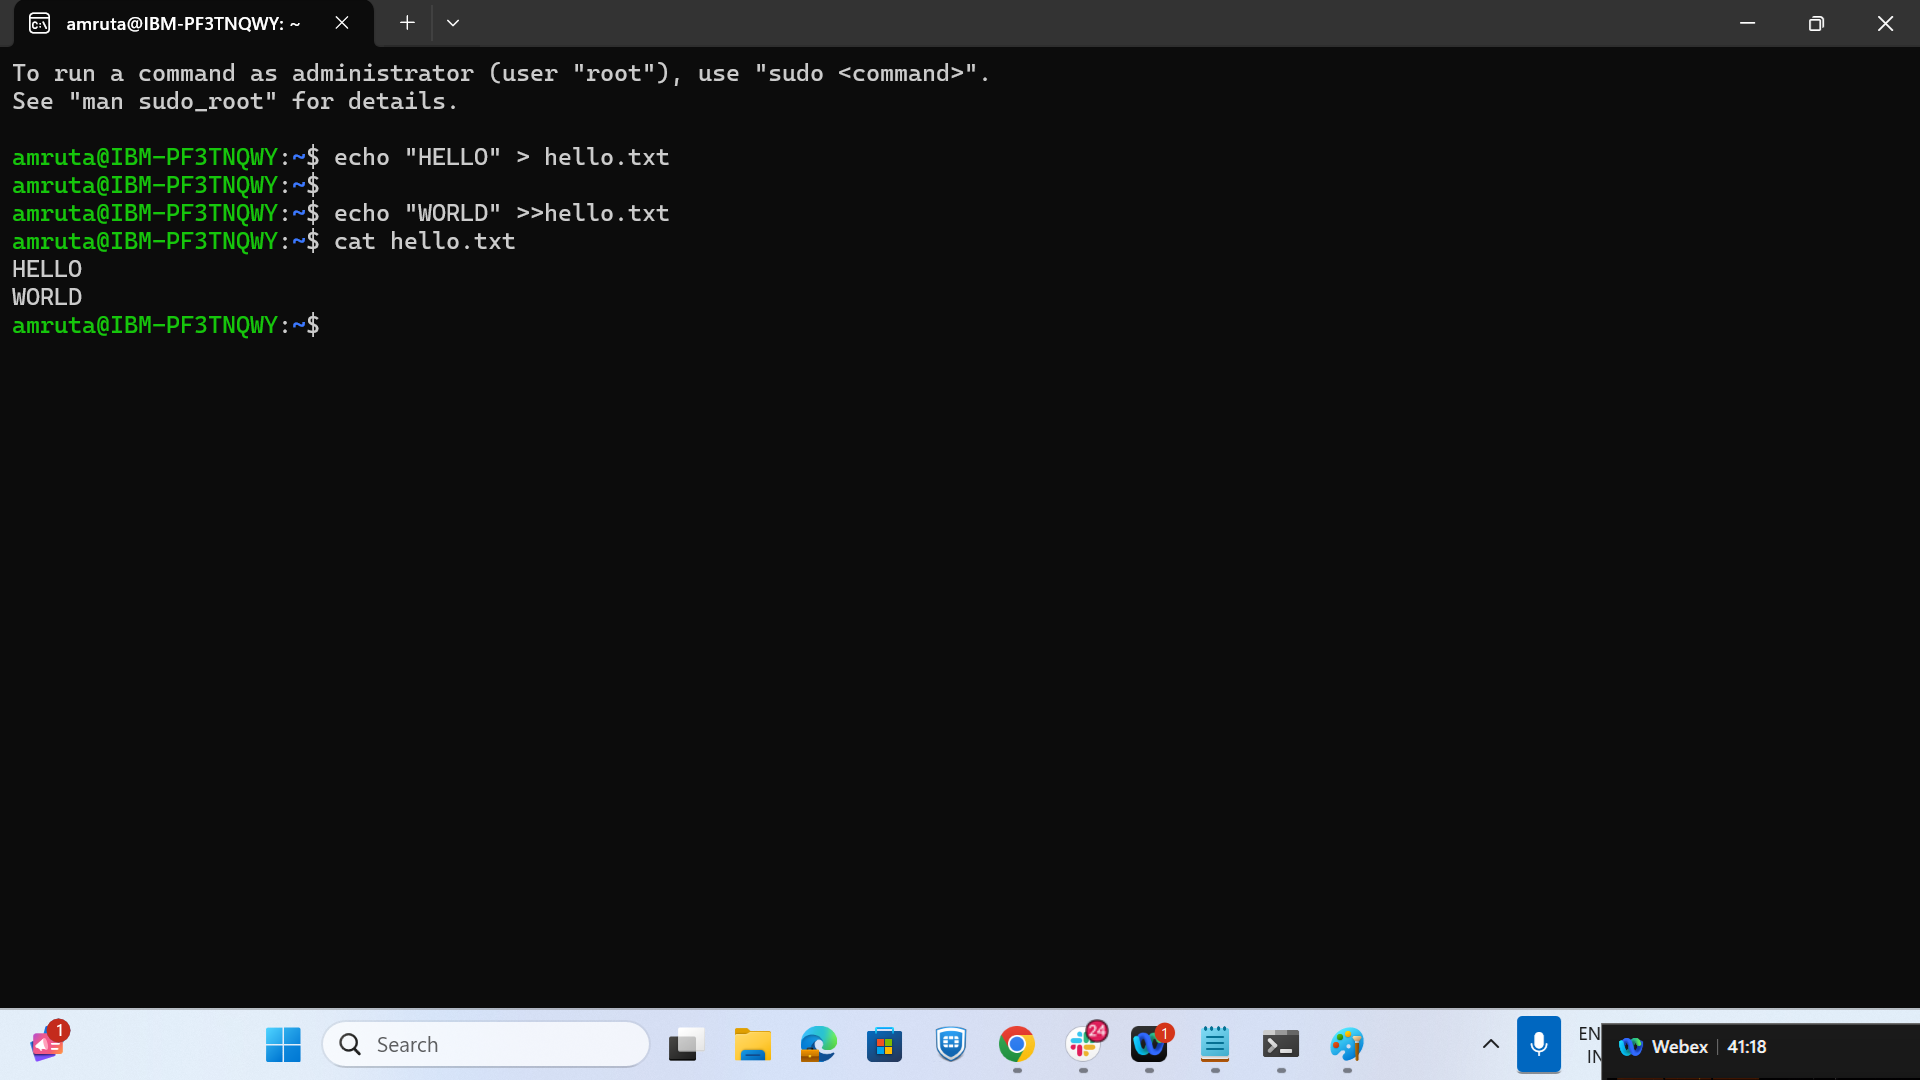 amruta@IBM-PF3TNQWY: ~
To run a command as administrator (user "root"), use "sudo <command>".
See "man sudo_root" for details.
amruta@IBM-PF3TNQWY:~$ echo "HELLO" > hello.txt
amruta@IBM-PF3TNQWY:~$
amruta@IBM-PF3TNQWY:~$ echo "WORLD" >>hello.txt
amruta@IBM-PF3TNQWY:~$ cat hello.txt
HELLO
WORLD
amruta@IBM-PF3TNQWY:~$
1
Search
24
1
EN
IN
Webex
41:18